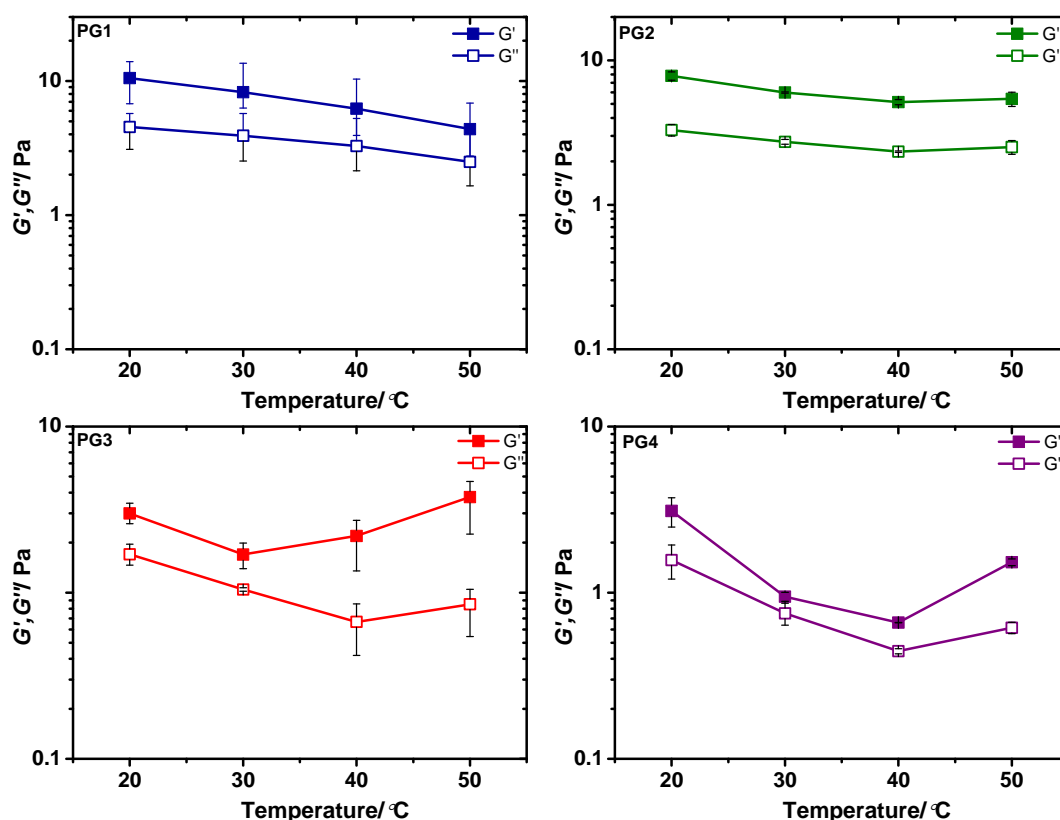 PG1
G'
G''
10
1
0.1
G',G''/ Pa
20 30 40 50
Temperature/ °C
PG2
G'
G'
10
1
0.1
G',G''/ Pa
20 30 40 50
Temperature/ °C
PG3
G'
G''
10
1
0.1
G',G''/ Pa
20 30 40 50
Temperature/ °C
PG4
G'
G'
10
1
0.1
G',G''/ Pa
20 30 40 50
Temperature/ °C